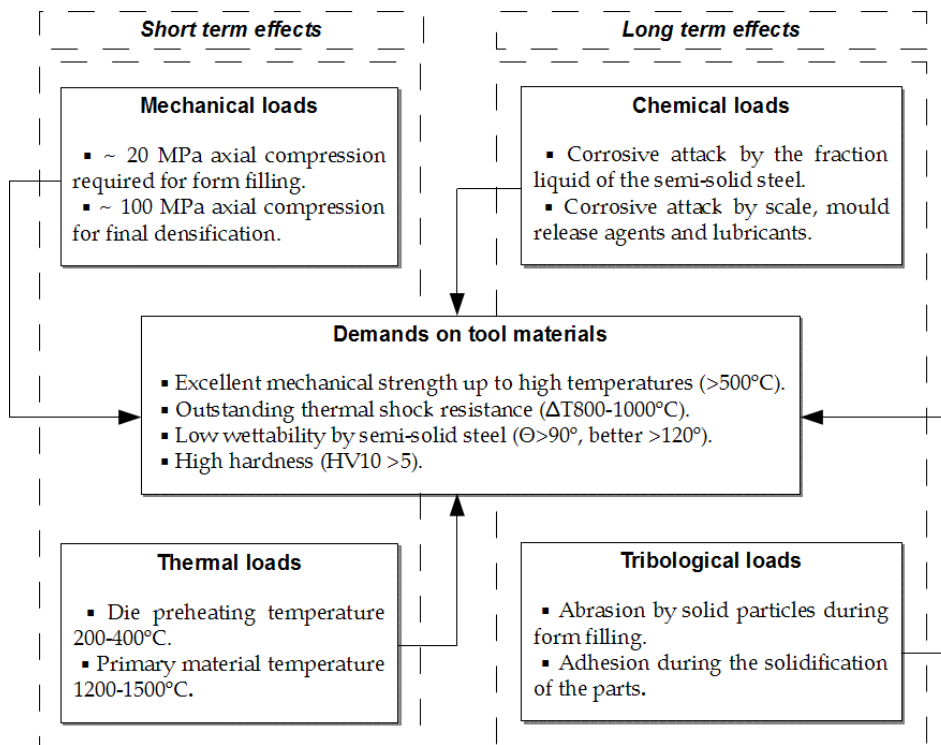 Short term effects
Long term effects
Mechanical loads
▪ ~ 20 MPa axial compression
required for form filling.
▪ ~ 100 MPa axial compression
for final densification.
Chemical loads
▪ Corrosive attack by the fraction
liquid of the semi-solid steel.
▪ Corrosive attack by scale, mould
release agents and lubricants.
Demands on tool materials
▪ Excellent mechanical strength up to high temperatures (>500°C).
▪ Outstanding thermal shock resistance (ΔT800-1000°C).
▪ Low wettability by semi-solid steel (Θ>90°, better >120°).
▪ High hardness (HV10 >5).
Thermal loads
▪ Die preheating temperature
200-400°C.
▪ Primary material temperature
1200-1500°C.
Tribological loads
▪ Abrasion by solid particles during
form filling.
▪ Adhesion during the solidification
of the parts.